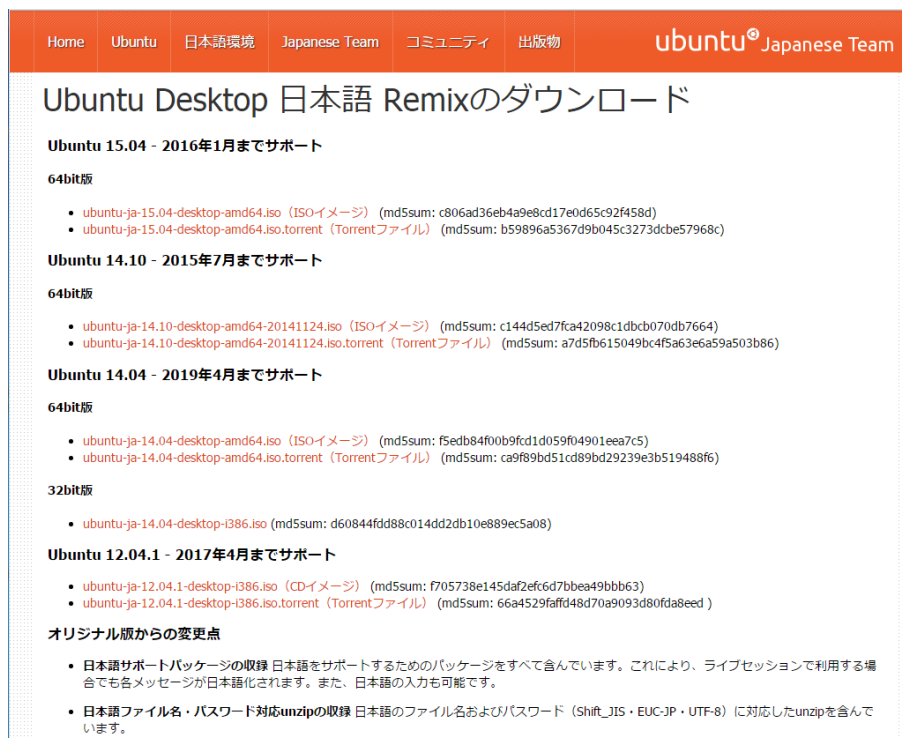 Home Ubuntu 日本語環境 Japanese Team コミュニティ 出版物 ubuntu Japanese Team
Ubuntu Desktop 日本語 Remixのダウンロード
Ubuntu 15.04 - 2016年1月までサポート
64bit版
• ubuntu-ja-15.04-desktop-amd64.iso（ISOイメージ） (md5sum: c806ad36eb4a9e8cd17e0d65c92f458d)
• ubuntu-ja-15.04-desktop-amd64.iso.torrent（Torrentファイル） (md5sum: b59896a5367d9b045c3273dcbe57968c)
Ubuntu 14.10 - 2015年7月までサポート
64bit版
• ubuntu-ja-14.10-desktop-amd64-20141124.iso（ISOイメージ） (md5sum: c144d5ed7fca42098c1dbcb070db7664)
• ubuntu-ja-14.10-desktop-amd64-20141124.iso.torrent（Torrentファイル） (md5sum: a7d5fb615049bc4f5a63e6a59a503b86)
Ubuntu 14.04 - 2019年4月までサポート
64bit版
• ubuntu-ja-14.04-desktop-amd64.iso（ISOイメージ） (md5sum: f5edb84f00b9fcd1d059f04901eea7c5)
• ubuntu-ja-14.04-desktop-amd64.iso.torrent（Torrentファイル） (md5sum: ca9f89bd51cd89bd29239e3b519488f6)
32bit版
• ubuntu-ja-14.04-desktop-i386.iso (md5sum: d60844fdd88c014dd2db10e889ec5a08)
Ubuntu 12.04.1 - 2017年4月までサポート
• ubuntu-ja-12.04.1-desktop-i386.iso（CDイメージ） (md5sum: f705738e145daf2efc6d7bbea49bbb63)
• ubuntu-ja-12.04.1-desktop-i386.iso.torrent（Torrentファイル） (md5sum: 66a4529faffd48d70a9093d80fda8eed )
オリジナル版からの変更点
• 日本語サポートパッケージの収録 日本語をサポートするためのパッケージをすべて含んでいます。これにより、ライブセッションで利用する場
合でも各メッセージが日本語化されます。また、日本語の入力も可能です。
• 日本語ファイル名・パスワード対応unzipの収録 日本語のファイル名およびパスワード（Shift_JIS・EUC-JP・UTF-8）に対応したunzipを含んで
います。